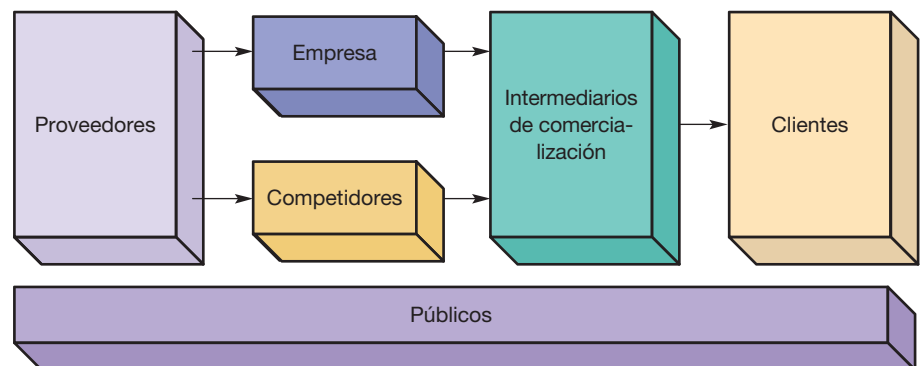 Proveedores
Empresa
Competidores
Intermediarios
de comercia-
lización
Clientes
Públicos